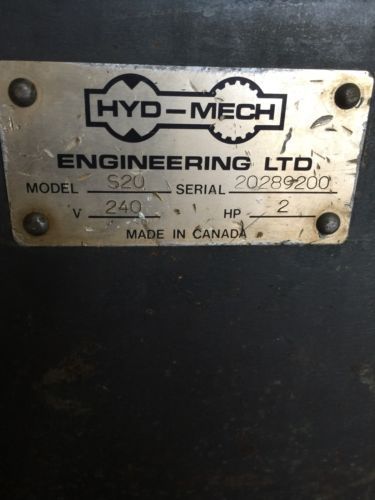 HYD-MECH
ENGINEERING LTD.
MODEL S20 SERIAL 20289200
V 240 HP 2
MADE IN CANADA